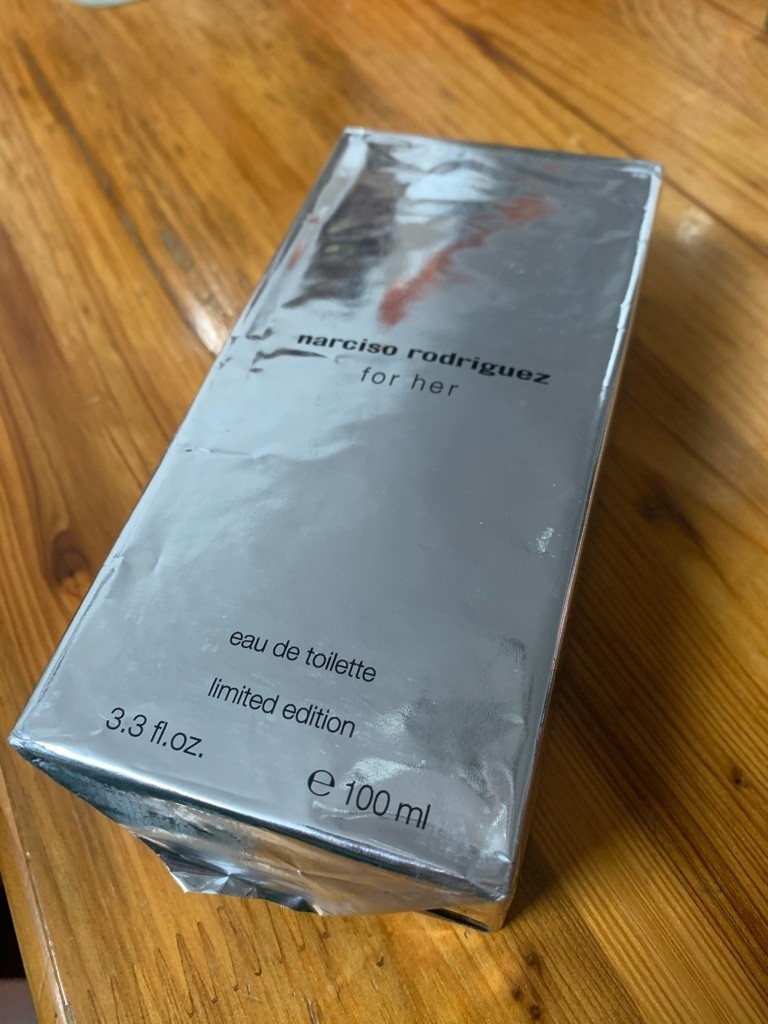 narciso rodriguez
for her
eau de toilette
limited edition
3.3 fl.oz.
℮ 100 ml